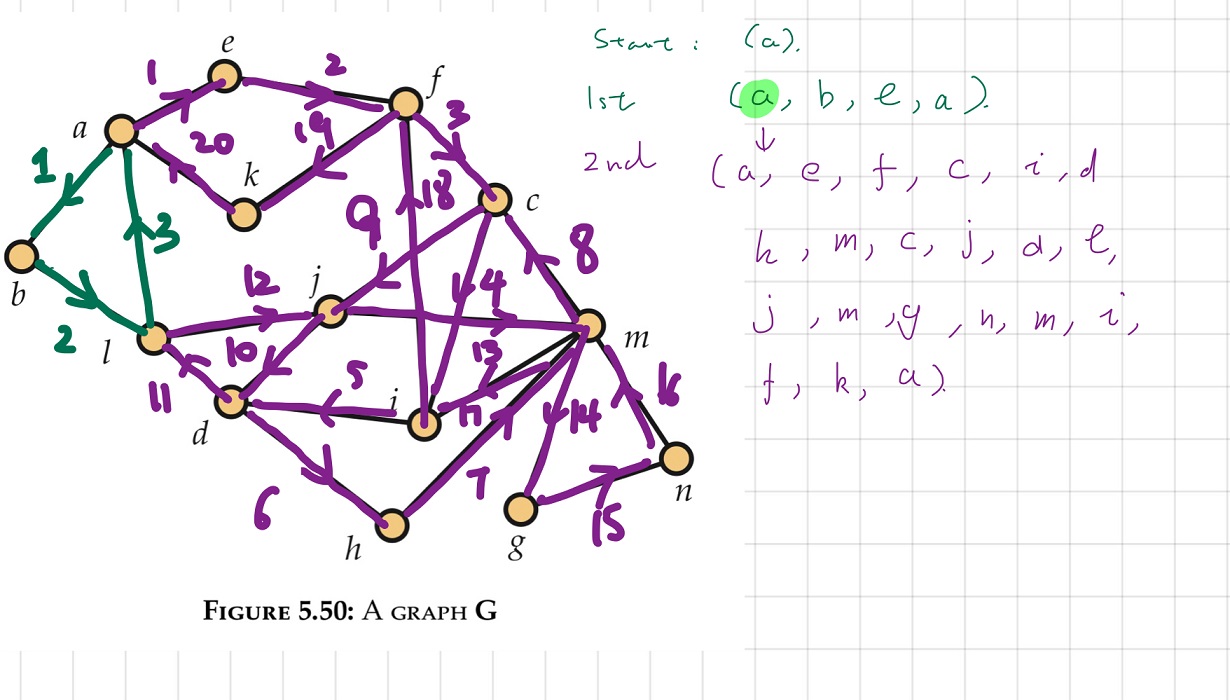 Start : (a).
1st (a, b, l, a).
2nd (a, e, f, c, i, d
h, m, c, j, d, l,
j, m, g, n, m, i,
f, k, a).
e
1
2
f
a
19
3
20
k
1
9
18
c
3
8
b
12
j
4
2
l
10
13
m
11
5
i
17
14
16
d
7
6
n
15
h
g
FIGURE 5.50: A GRAPH G